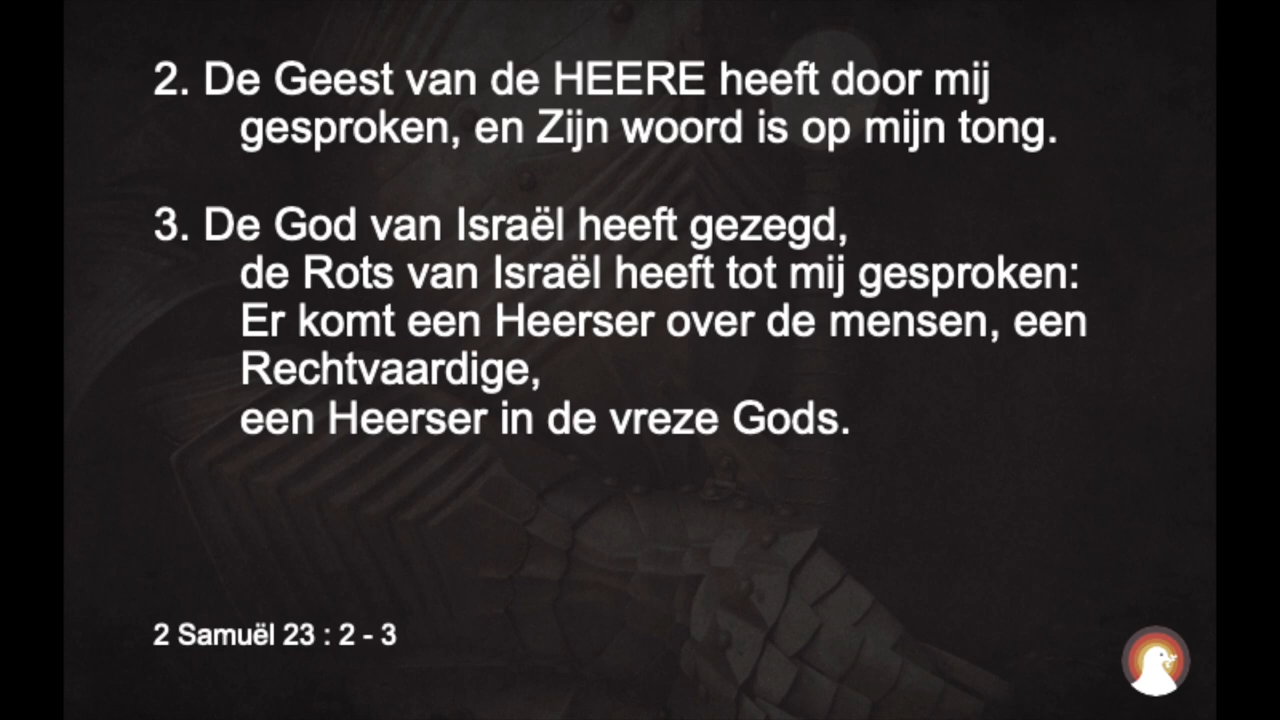 2. De Geest van de HEERE heeft door mij
gesproken, en Zijn woord is op mijn tong.
3. De God van Israël heeft gezegd,
de Rots van Israël heeft tot mij gesproken:
Er komt een Heerser over de mensen, een
Rechtvaardige,
een Heerser in de vreze Gods.
2 Samuël 23 : 2 - 3